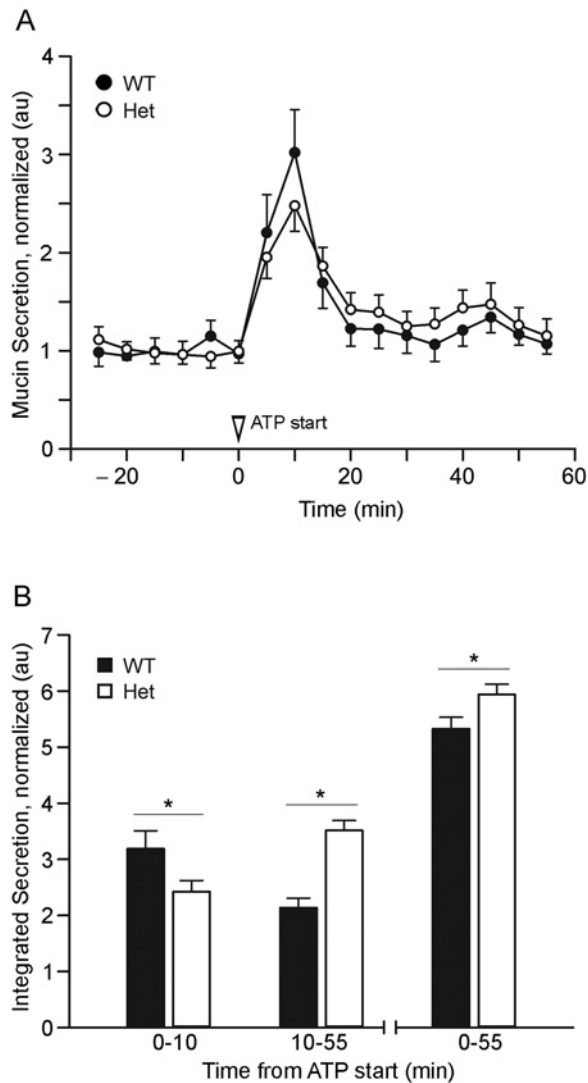 A
Mucin Secretion, normalized (au)
4
3
2
1
0
WT
Het
ATP start
– 20
0
20
40
60
Time (min)
B
Integrated Secretion, normalized (au)
7
6
5
4
3
2
1
0
WT
Het
*
*
*
0-10
10-55
0-55
Time from ATP start (min)